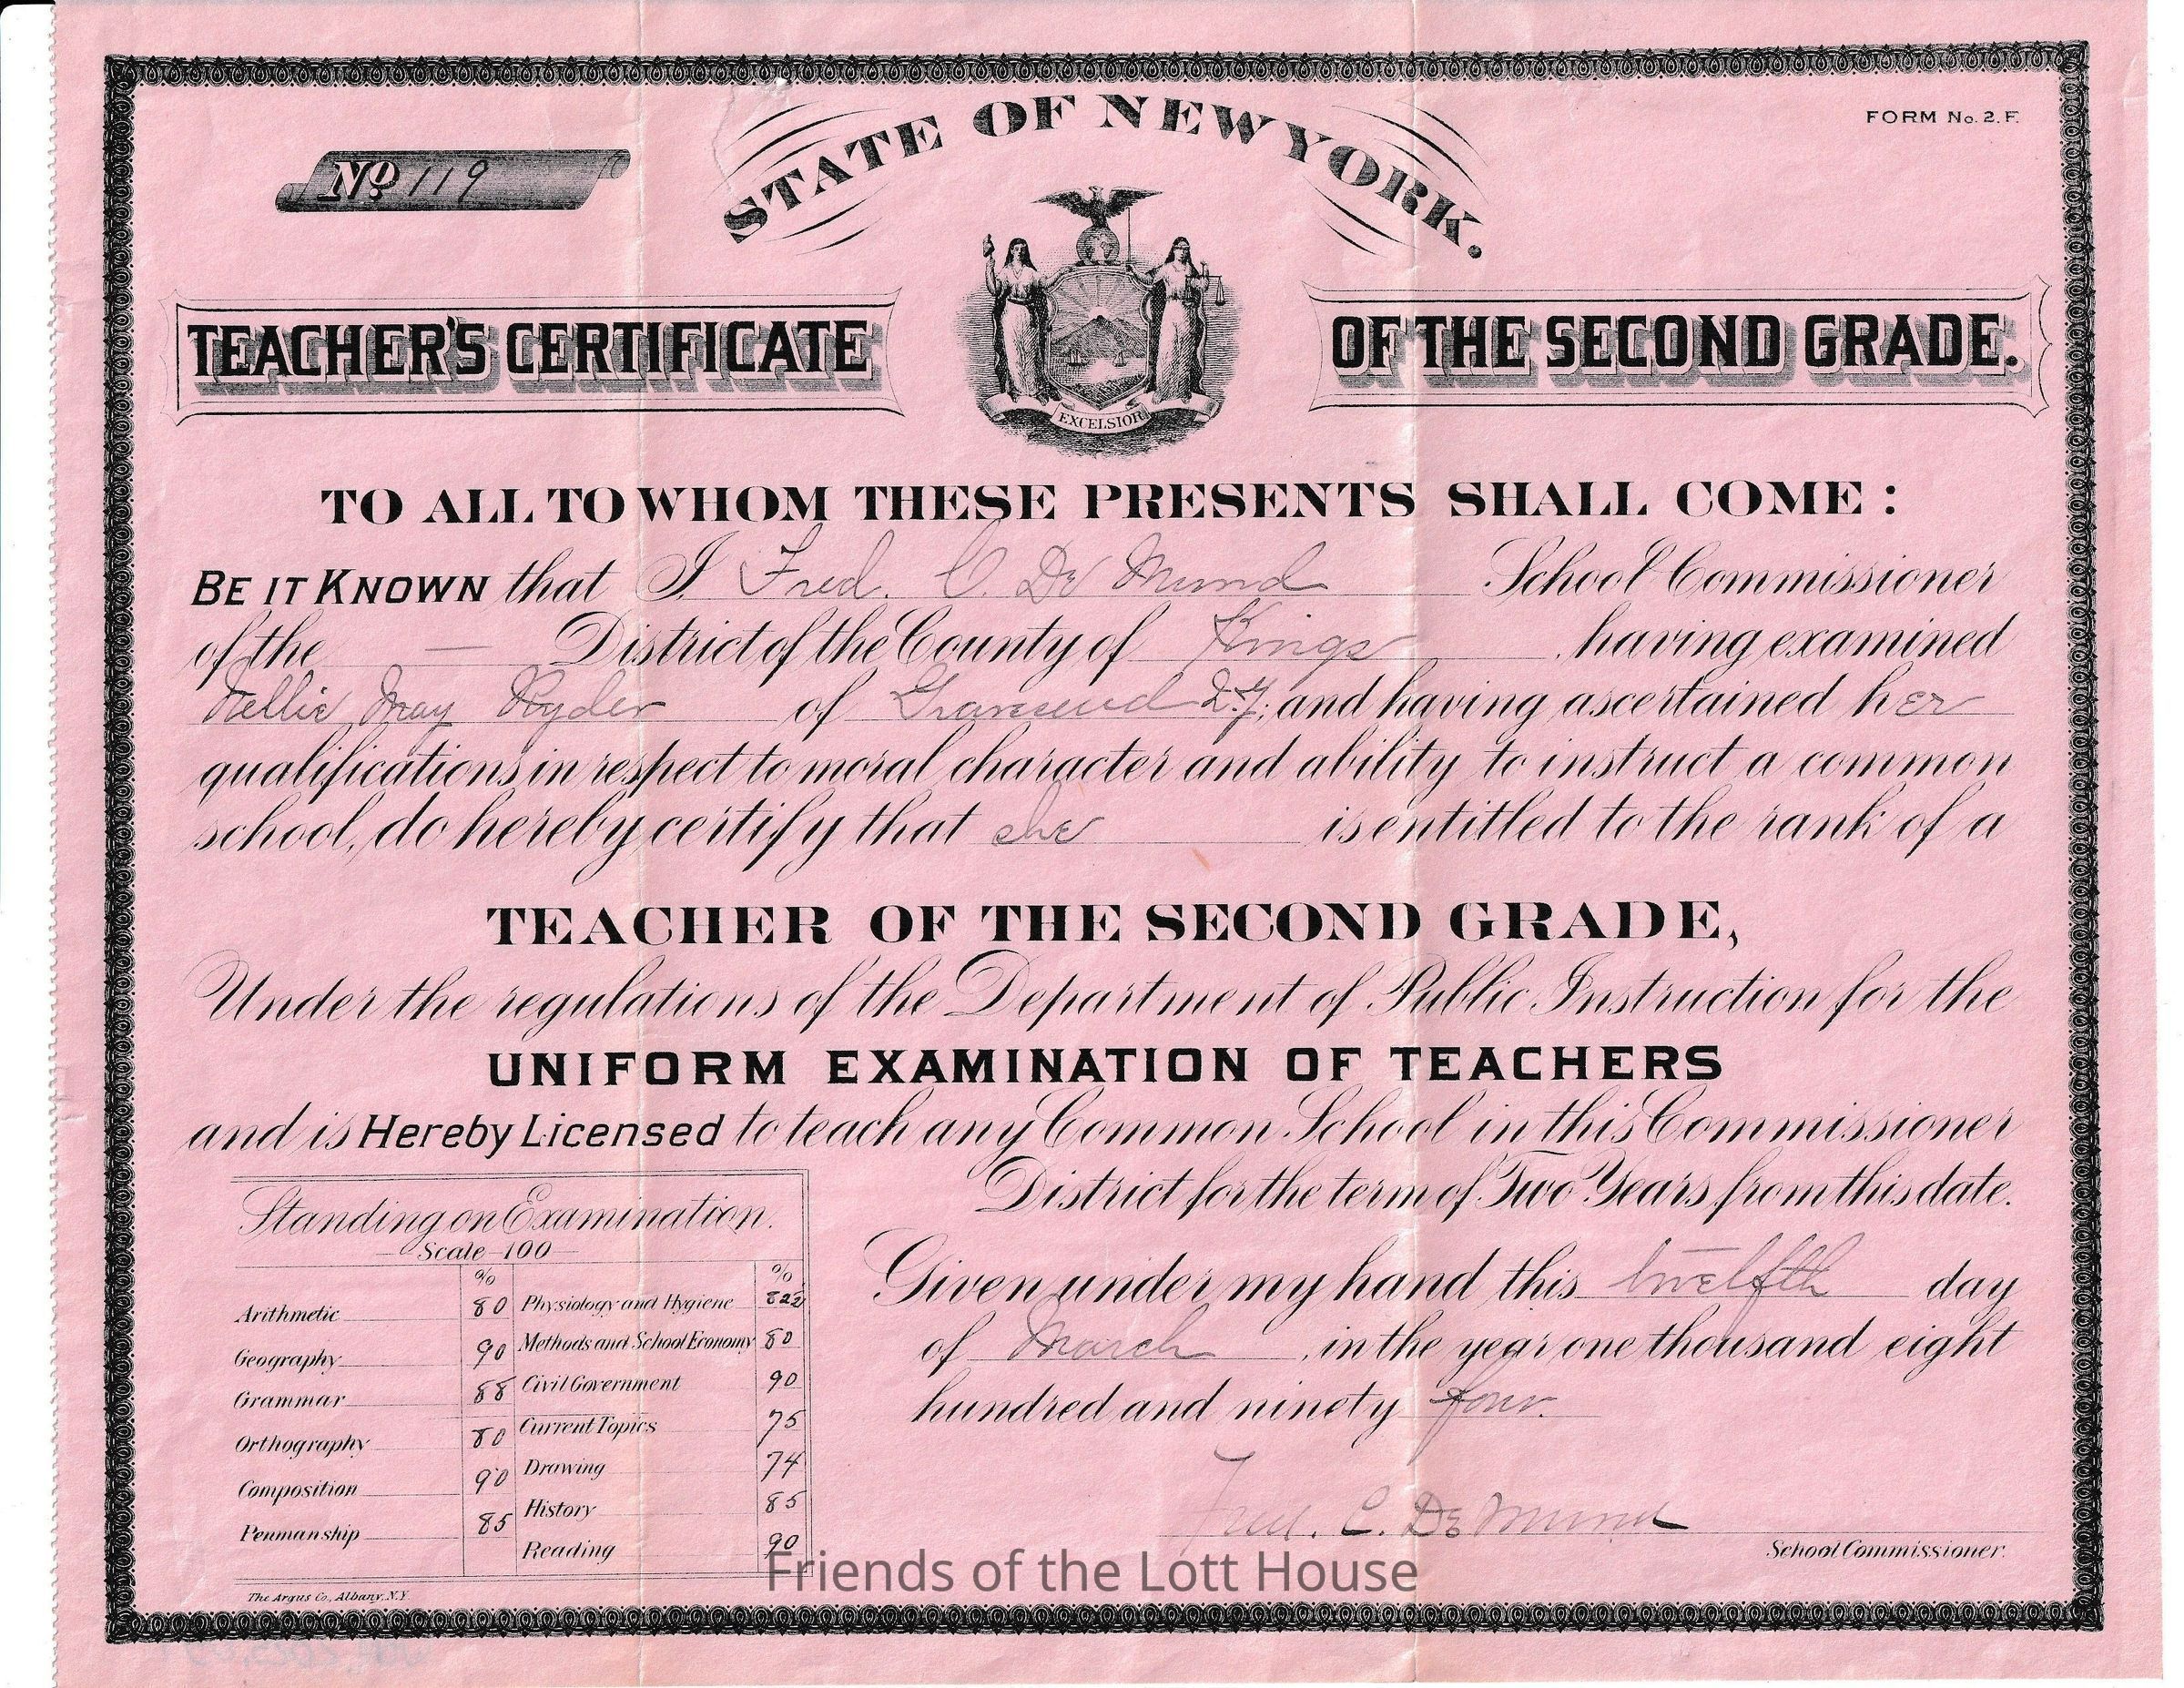 FORM No. 2. F.
No. 119
STATE OF NEW YORK.
TEACHER'S CERTIFICATE OF THE SECOND GRADE.
EXCELSIOR
TO ALL TO WHOM THESE PRESENTS SHALL COME :
BE IT KNOWN that I Fred. C. De Mund School Commissioner
of the — District of the County of Kings, having examined
Nellie May Ryder of Gravesend L.I.; and having ascertained her
qualifications in respect to moral character and ability to instruct a common
school, do hereby certify that she is entitled to the rank of a
TEACHER OF THE SECOND GRADE,
Under the regulations of the Department of Public Instruction for the
UNIFORM EXAMINATION OF TEACHERS
and is Hereby Licensed to teach any Common School in this Commissioner
District for the term of Two Years from this date.
Given under my hand this twelfth day
of March, in the year one thousand eight
hundred and ninety four.
Fred. C. De Mund
School Commissioner.
Standing on Examination.
Scale—100
% %
Arithmetic 80 Physiology and Hygiene
Geography 90 Methods and School Economy 80
Grammar 88 Civil Government 90
Orthography 80 Current Topics 75
Composition 90 Drawing 74
Penmanship 85 History 85
Reading 90
The Argus Co., Albany, N.Y.
Friends of the Lott House